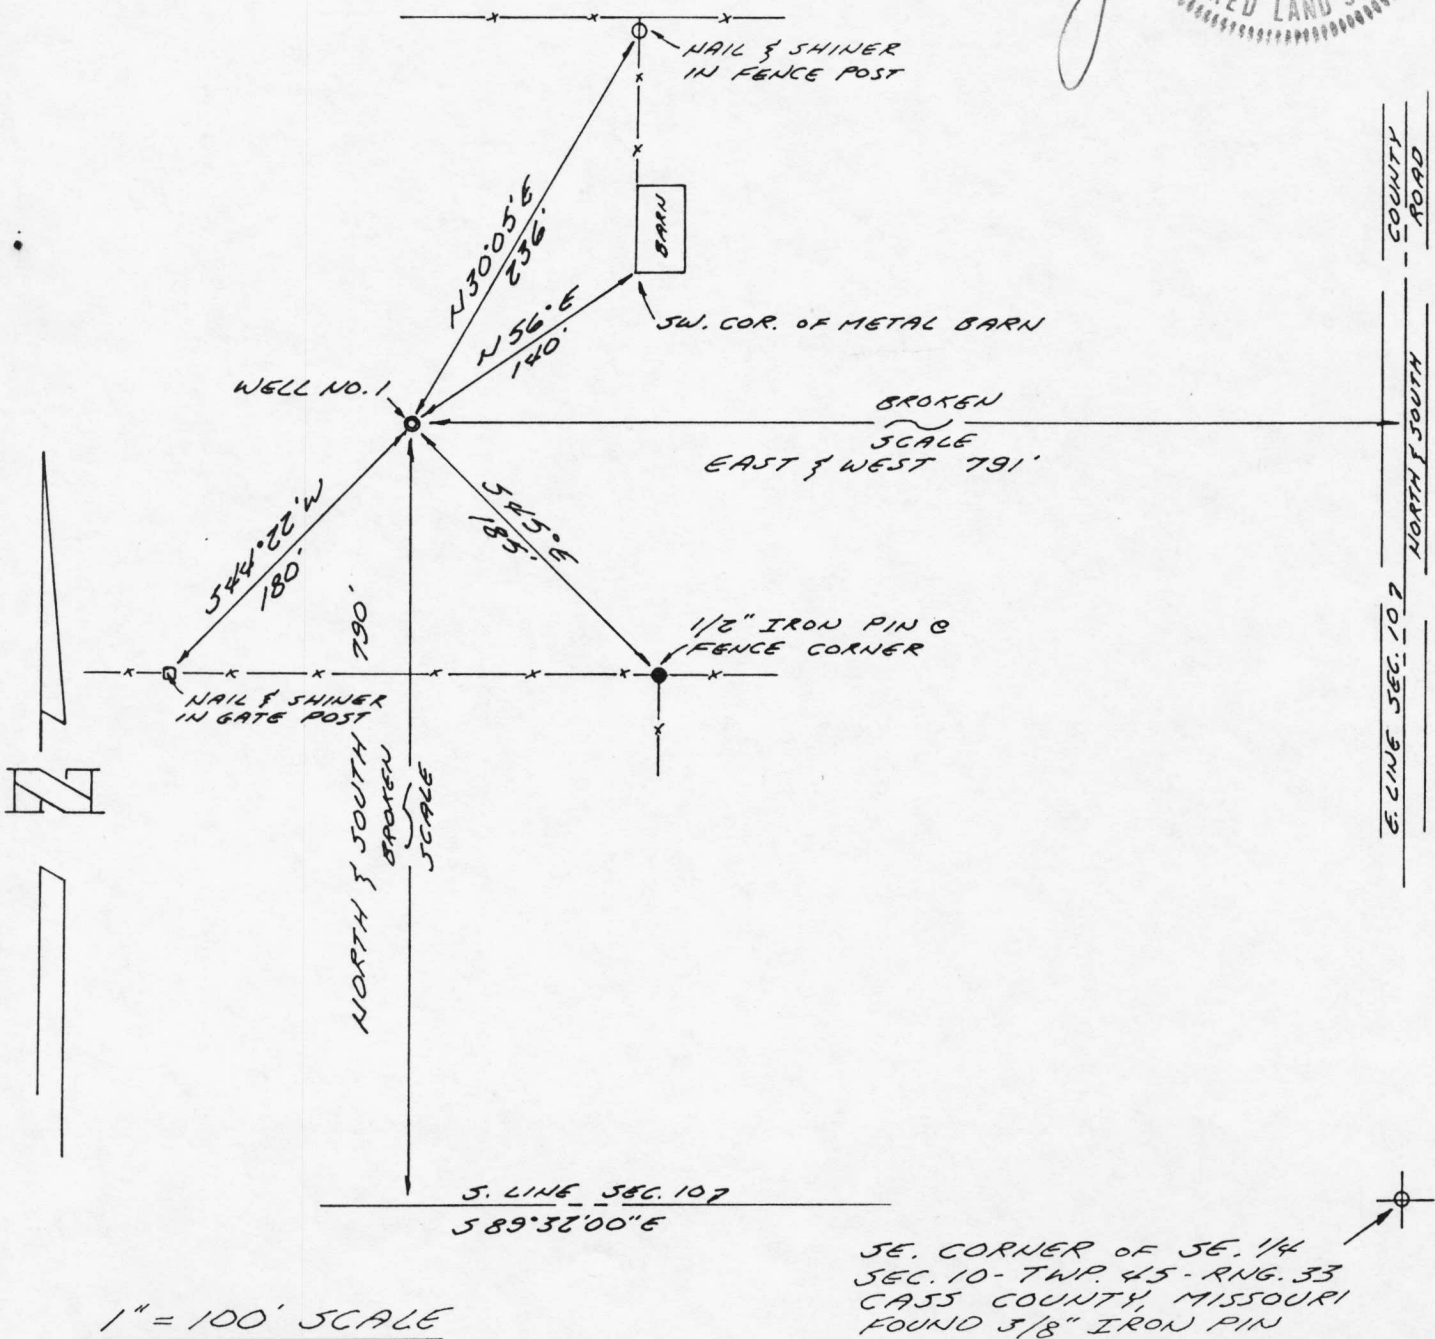 ED LAND S
NAIL & SHINER
IN FENCE POST
COUNTY
ROAD
BARN
N30°05'E
236'
N56°E
140'
SW. COR. OF METAL BARN
WELL NO. 1
BROKEN
SCALE
EAST & WEST 791'
NORTH & SOUTH
S44°22'W
180'
S45°E
185'
1/2" IRON PIN @
FENCE CORNER
E. LINE SEC. 10
NAIL & SHINER
IN GATE POST
NORTH & SOUTH 790'
BROKEN
SCALE
N
S. LINE SEC. 10
S89°32'00"E
SE. CORNER OF SE. 1/4
SEC. 10 - TWP. 45 - RNG. 33
CASS COUNTY, MISSOURI
FOUND 3/8" IRON PIN
1" = 100' SCALE